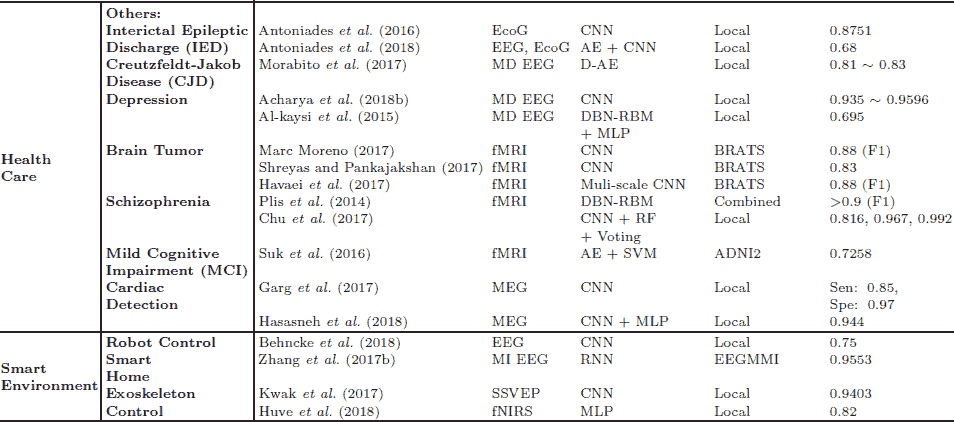 Others:
Interictal Epileptic Antoniades et al. (2016) EcoG CNN Local 0.8751
Discharge (IED) Antoniades et al. (2018) EEG, EcoG AE + CNN Local 0.68
Creutzfeldt-Jakob Morabito et al. (2017) MD EEG D-AE Local 0.81 ∼ 0.83
Disease (CJD)
Depression Acharya et al. (2018b) MD EEG CNN Local 0.935 ∼ 0.9596
Al-kaysi et al. (2015) MD EEG DBN-RBM Local 0.695
+ MLP
Health Care
Brain Tumor Marc Moreno (2017) fMRI CNN BRATS 0.88 (F1)
Shreyas and Pankajakshan (2017) fMRI CNN BRATS 0.83
Havaei et al. (2017) fMRI Muli-scale CNN BRATS 0.88 (F1)
Schizophrenia Plis et al. (2014) fMRI DBN-RBM Combined >0.9 (F1)
Chu et al. (2017) CNN + RF Local 0.816, 0.967, 0.992
+ Voting
Mild Cognitive Suk et al. (2016) fMRI AE + SVM ADNI2 0.7258
Impairment (MCI)
Cardiac Garg et al. (2017) MEG CNN Local Sen: 0.85,
Detection Spe: 0.97
Hasasneh et al. (2018) MEG CNN + MLP Local 0.944
Robot Control Behncke et al. (2018) EEG CNN Local 0.75
Smart Environment
Smart Zhang et al. (2017b) MI EEG RNN EEGMMI 0.9553
Home
Exoskeleton Kwak et al. (2017) SSVEP CNN Local 0.9403
Control Huve et al. (2018) fNIRS MLP Local 0.82